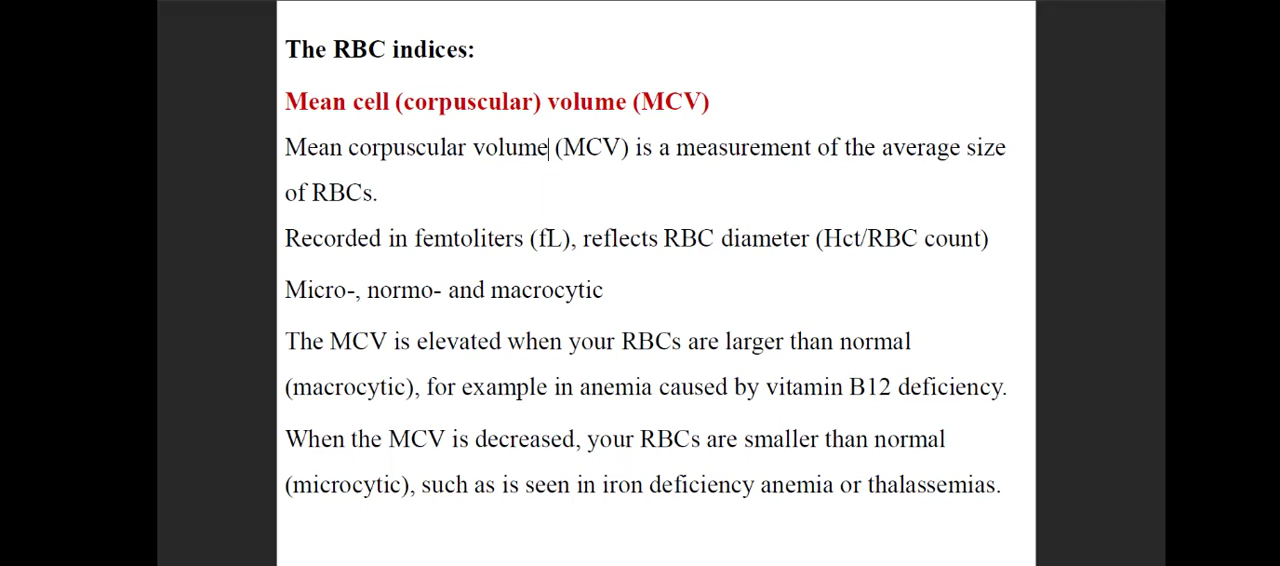 The RBC indices:
Mean cell (corpuscular) volume (MCV)
Mean corpuscular volume (MCV) is a measurement of the average size
of RBCs.
Recorded in femtoliters (fL), reflects RBC diameter (Hct/RBC count)
Micro-, normo- and macrocytic
The MCV is elevated when your RBCs are larger than normal
(macrocytic), for example in anemia caused by vitamin B12 deficiency.
When the MCV is decreased, your RBCs are smaller than normal
(microcytic), such as is seen in iron deficiency anemia or thalassemias.